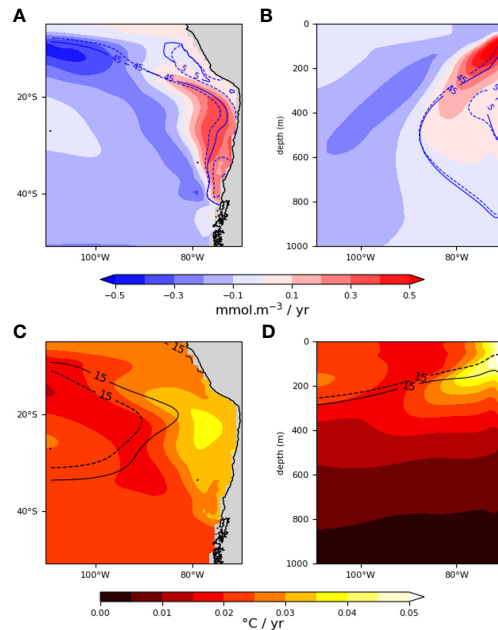 A
B
0
200
400
600
800
1000
depth (m)
20°S
40°S
100°W
80°W
100°W
80°W
45
45
5
5
45
45
5
5
−0.5
−0.3
−0.1
0.1
0.3
0.5
mmol.m⁻³ / yr
C
D
15
15
15
15
15
0
200
400
600
800
1000
depth (m)
20°S
40°S
100°W
80°W
100°W
80°W
0.00
0.01
0.02
0.03
0.04
0.05
°C / yr